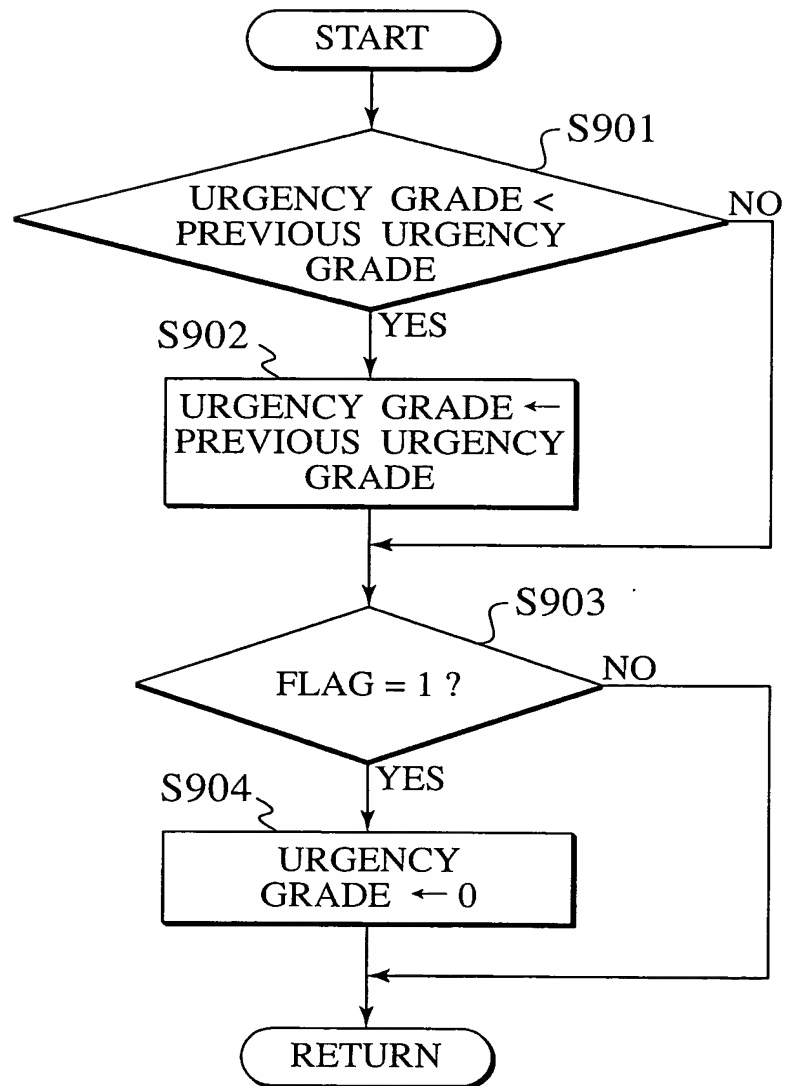 START
S901
URGENCY GRADE <
PREVIOUS URGENCY
GRADE
NO
YES
S902
URGENCY GRADE ←
PREVIOUS URGENCY
GRADE
S903
FLAG = 1 ?
NO
YES
S904
URGENCY
GRADE ← 0
RETURN